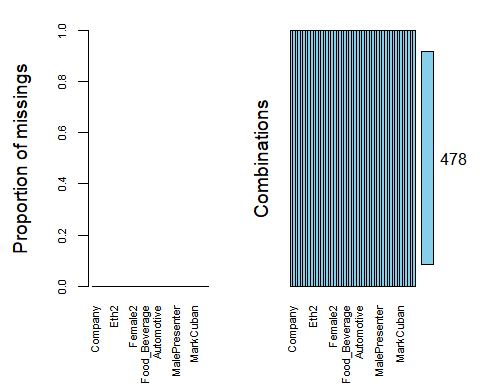 Proportion of missings
0.0
0.2
0.4
0.6
0.8
1.0
Company
Eth2
Female2
Food_Beverage
Automotive
MalePresenter
MarkCuban
Combinations
478
Company
Eth2
Female2
Food_Beverage
Automotive
MalePresenter
MarkCuban